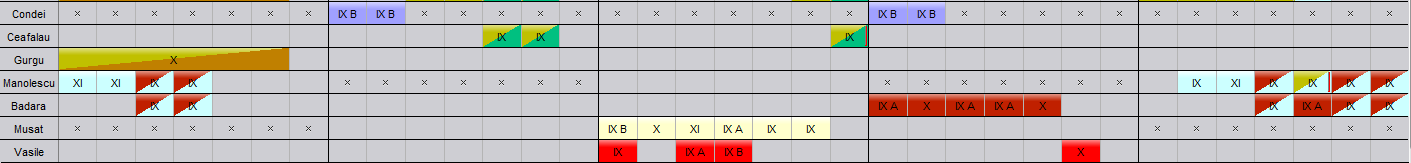 Condei × × × × × × × IX B IX B × × × × × × × × × × × × IX B IX B × × × × × × × × × × × ×
Ceafalau IX IX IX
Gurgu X
Manolescu XI XI IX IX × × × × × × × × × × × × × × × IX XI IX IX IX IX
Badara IX IX IX A X IX A IX A X IX IX A IX IX
Musat × × × × × × × IX B X XI IX A IX IX × × × × × × ×
Vasile IX IX A IX B X